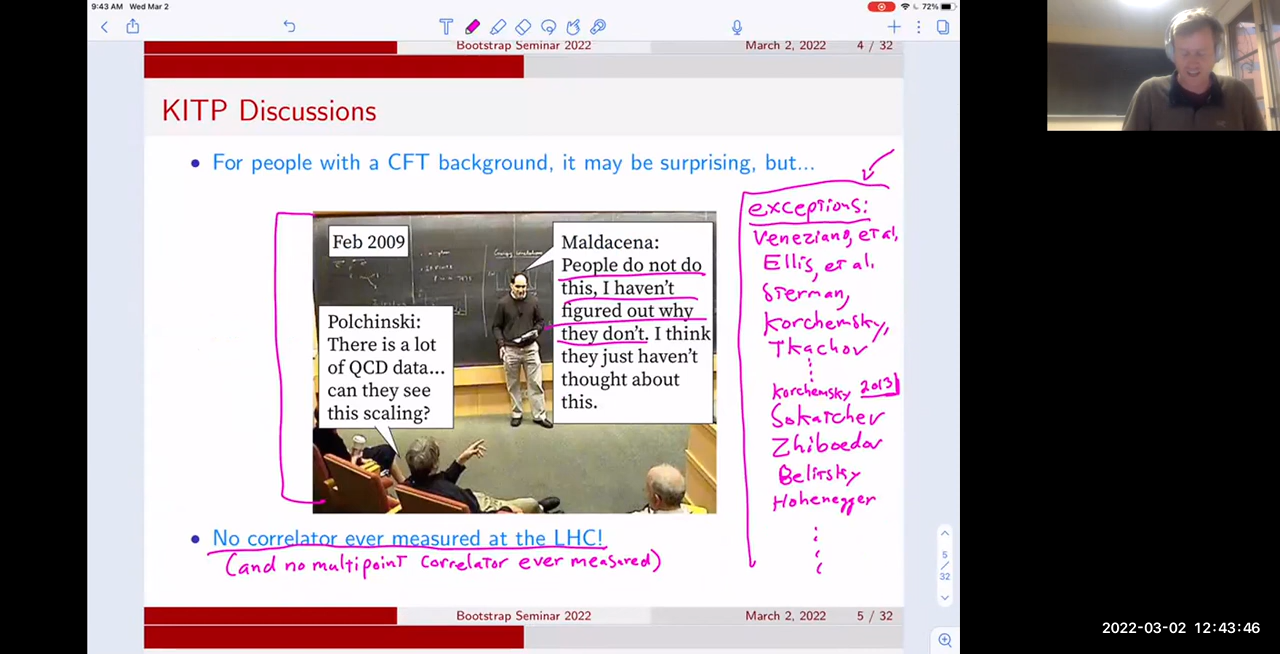 9:43 AM Wed Mar 2
72%
Bootstrap Seminar 2022
March 2, 2022
4 / 32
KITP Discussions
• For people with a CFT background, it may be surprising, but...
Feb 2009
Maldacena:
People do not do
this, I haven't
figured out why
they don't. I think
they just haven't
thought about
this.
Polchinski:
There is a lot
of QCD data...
can they see
this scaling?
exceptions:
Veneziano, et al,
Ellis, et al.
Sterman,
Korchemsky,
Tkachov
Korchemsky 2013
Sokatchev
Zhiboedov
Belitsky
Hohenegger
• No correlator ever measured at the LHC!
(and no multipoint correlator ever measured)
5
/
32
Bootstrap Seminar 2022
March 2, 2022
5 / 32
2022-03-02 12:43:46